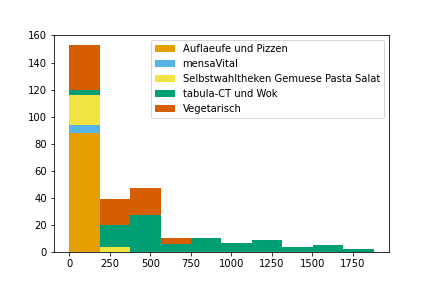 160
140
120
100
80
60
40
20
0
Auflaeufe und Pizzen
mensaVital
Selbstwahltheken Gemuese Pasta Salat
tabula-CT und Wok
Vegetarisch
0 250 500 750 1000 1250 1500 1750